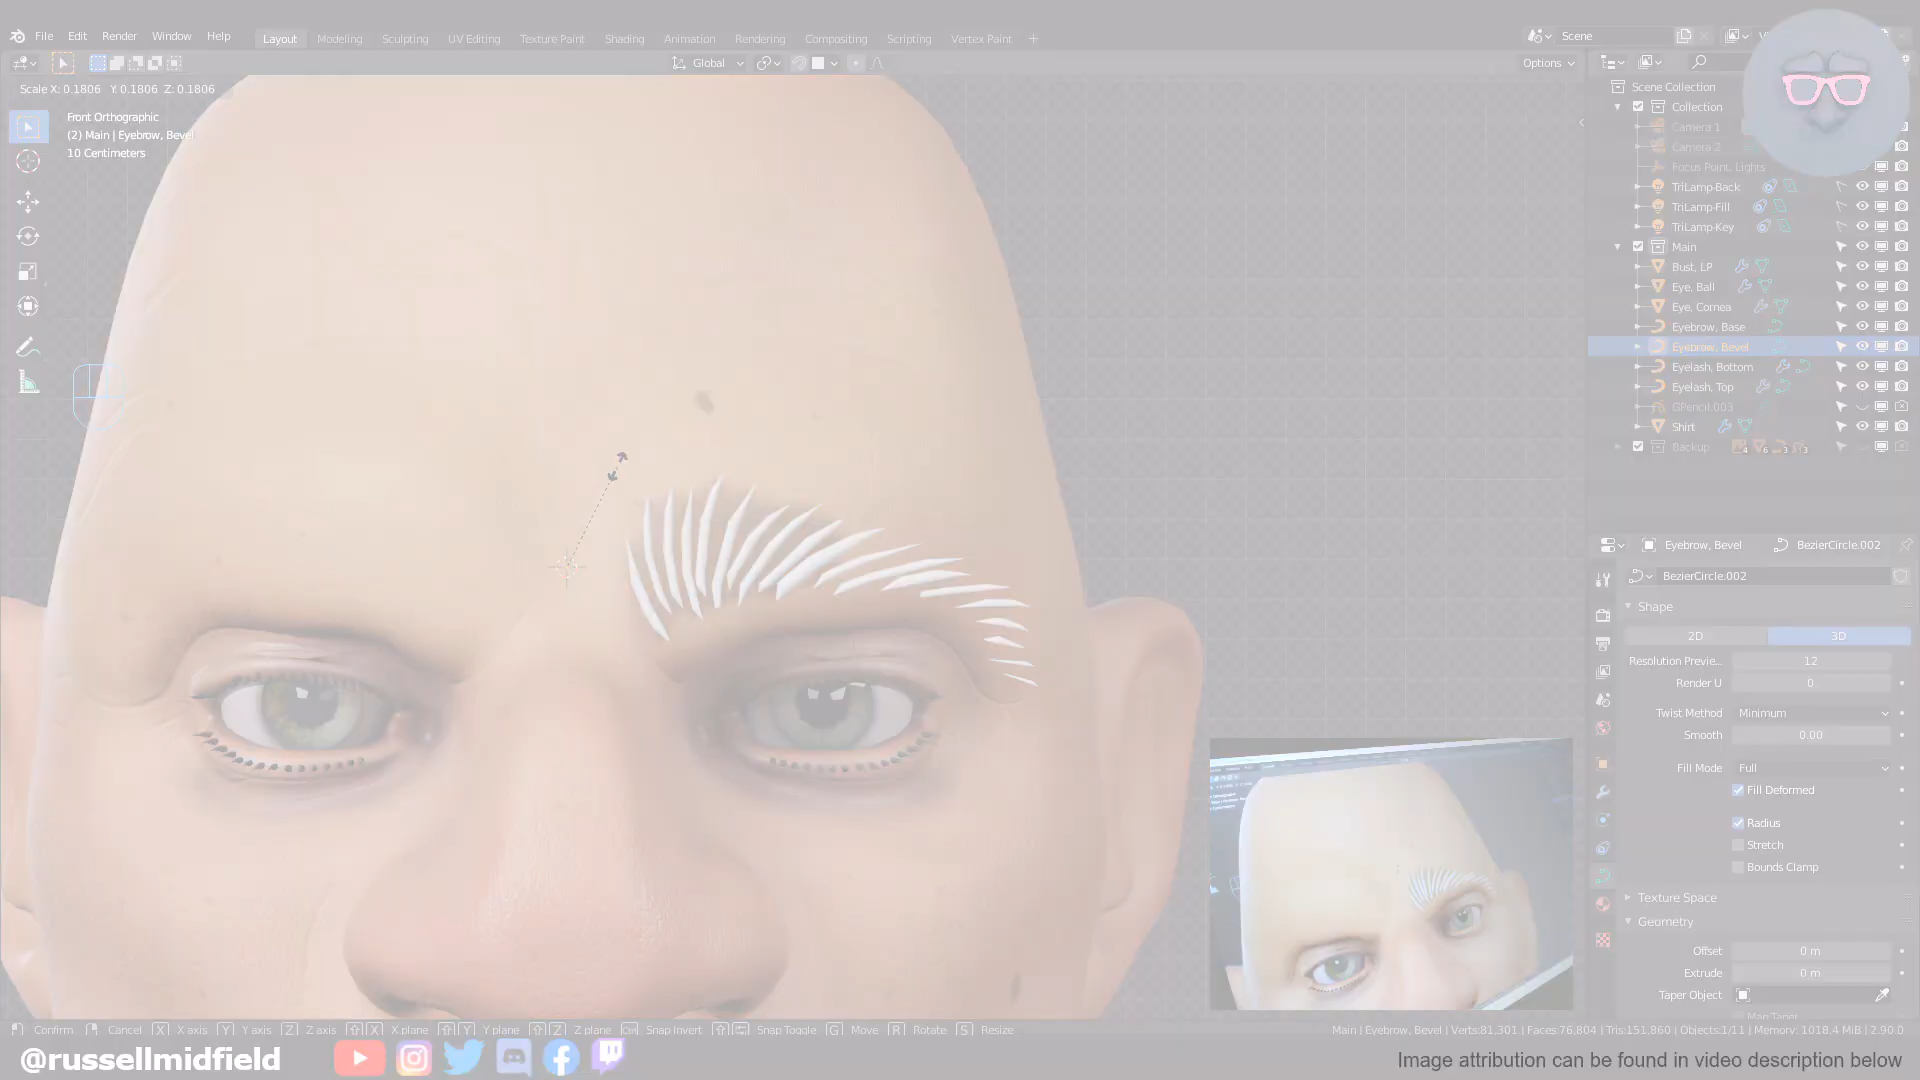 File Edit Render Window Help
Layout Modeling Sculpting UV Editing Texture Paint Shading Animation Rendering Compositing Scripting Vertex Paint +
Scene
Global
Options
Scale X: 0.1806 Y: 0.1806 Z: 0.1806
Front Orthographic
(2) Main | Eyebrow, Bevel
10 Centimeters
Scene Collection
Collection
Camera 1
Camera 2
Focus Point, Lights
TriLamp-Back
TriLamp-Fill
TriLamp-Key
Main
Bust, LP
Eye, Ball
Eye, Cornea
Eyebrow, Base
Eyebrow, Bevel
Eyelash, Bottom
Eyelash, Top
GPencil.003
Shirt
Backup 4 6 3 3
Eyebrow, Bevel BezierCircle.002
BezierCircle.002
Shape
2D 3D
Resolution Previe... 12
Render U 0
Twist Method Minimum
Smooth 0.00
Fill Mode Full
Fill Deformed
Radius
Stretch
Bounds Clamp
Texture Space
Geometry
Offset 0 m
Extrude 0 m
Taper Object
Map Taper
Confirm Cancel X X axis Y Y axis Z Z axis X X plane Y Y plane Z Z plane Ctrl Snap Invert Snap Toggle G Move R Rotate S Resize
Main | Eyebrow, Bevel | Verts:81,301 | Faces:76,804 | Tris:151,860 | Objects:1/11 | Memory: 1018.4 MiB | 2.90.0
@russellmidfield
Image attribution can be found in video description below